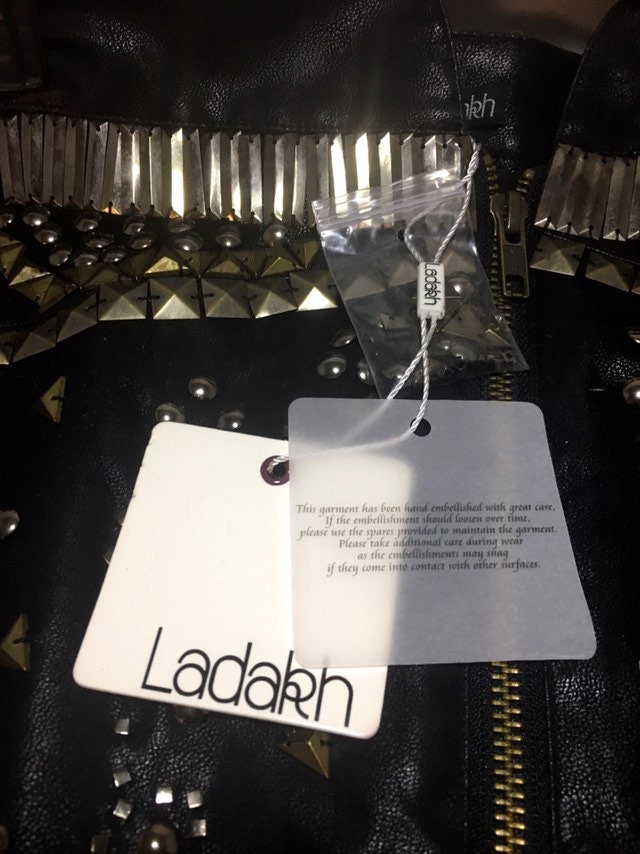 Ladakh
This garment has been hand embellished with great care.
If the embellishment should loosen over time,
please use the spares provided to maintain the garment.
Please take additional care during wear
as the embellishments may snag
if they come into contact with other surfaces.
Ladakh